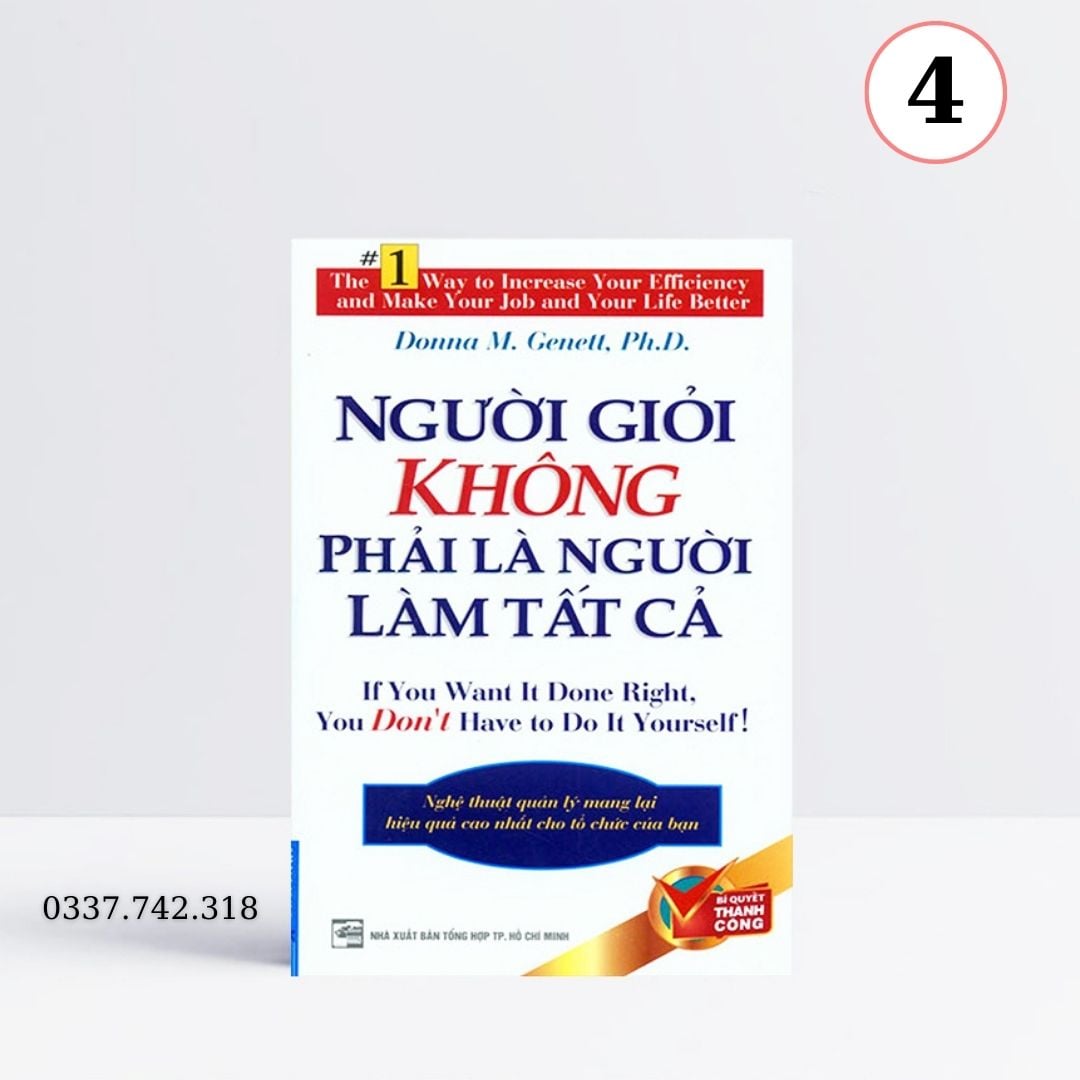 4
The #1 Way to Increase Your Efficiency
and Make Your Job and Your Life Better
Donna M. Genett, Ph.D.
NGƯỜI GIỎI
KHÔNG
PHẢI LÀ NGƯỜI
LÀM TẤT CẢ
If You Want It Done Right,
You Don't Have to Do It Yourself!
Nghệ thuật quản lý mang lại
hiệu quả cao nhất cho tổ chức của bạn
0337.742.318
BÍ QUYẾT
THÀNH
CÔNG
NHÀ XUẤT BẢN TỔNG HỢP TP. HỒ CHÍ MINH